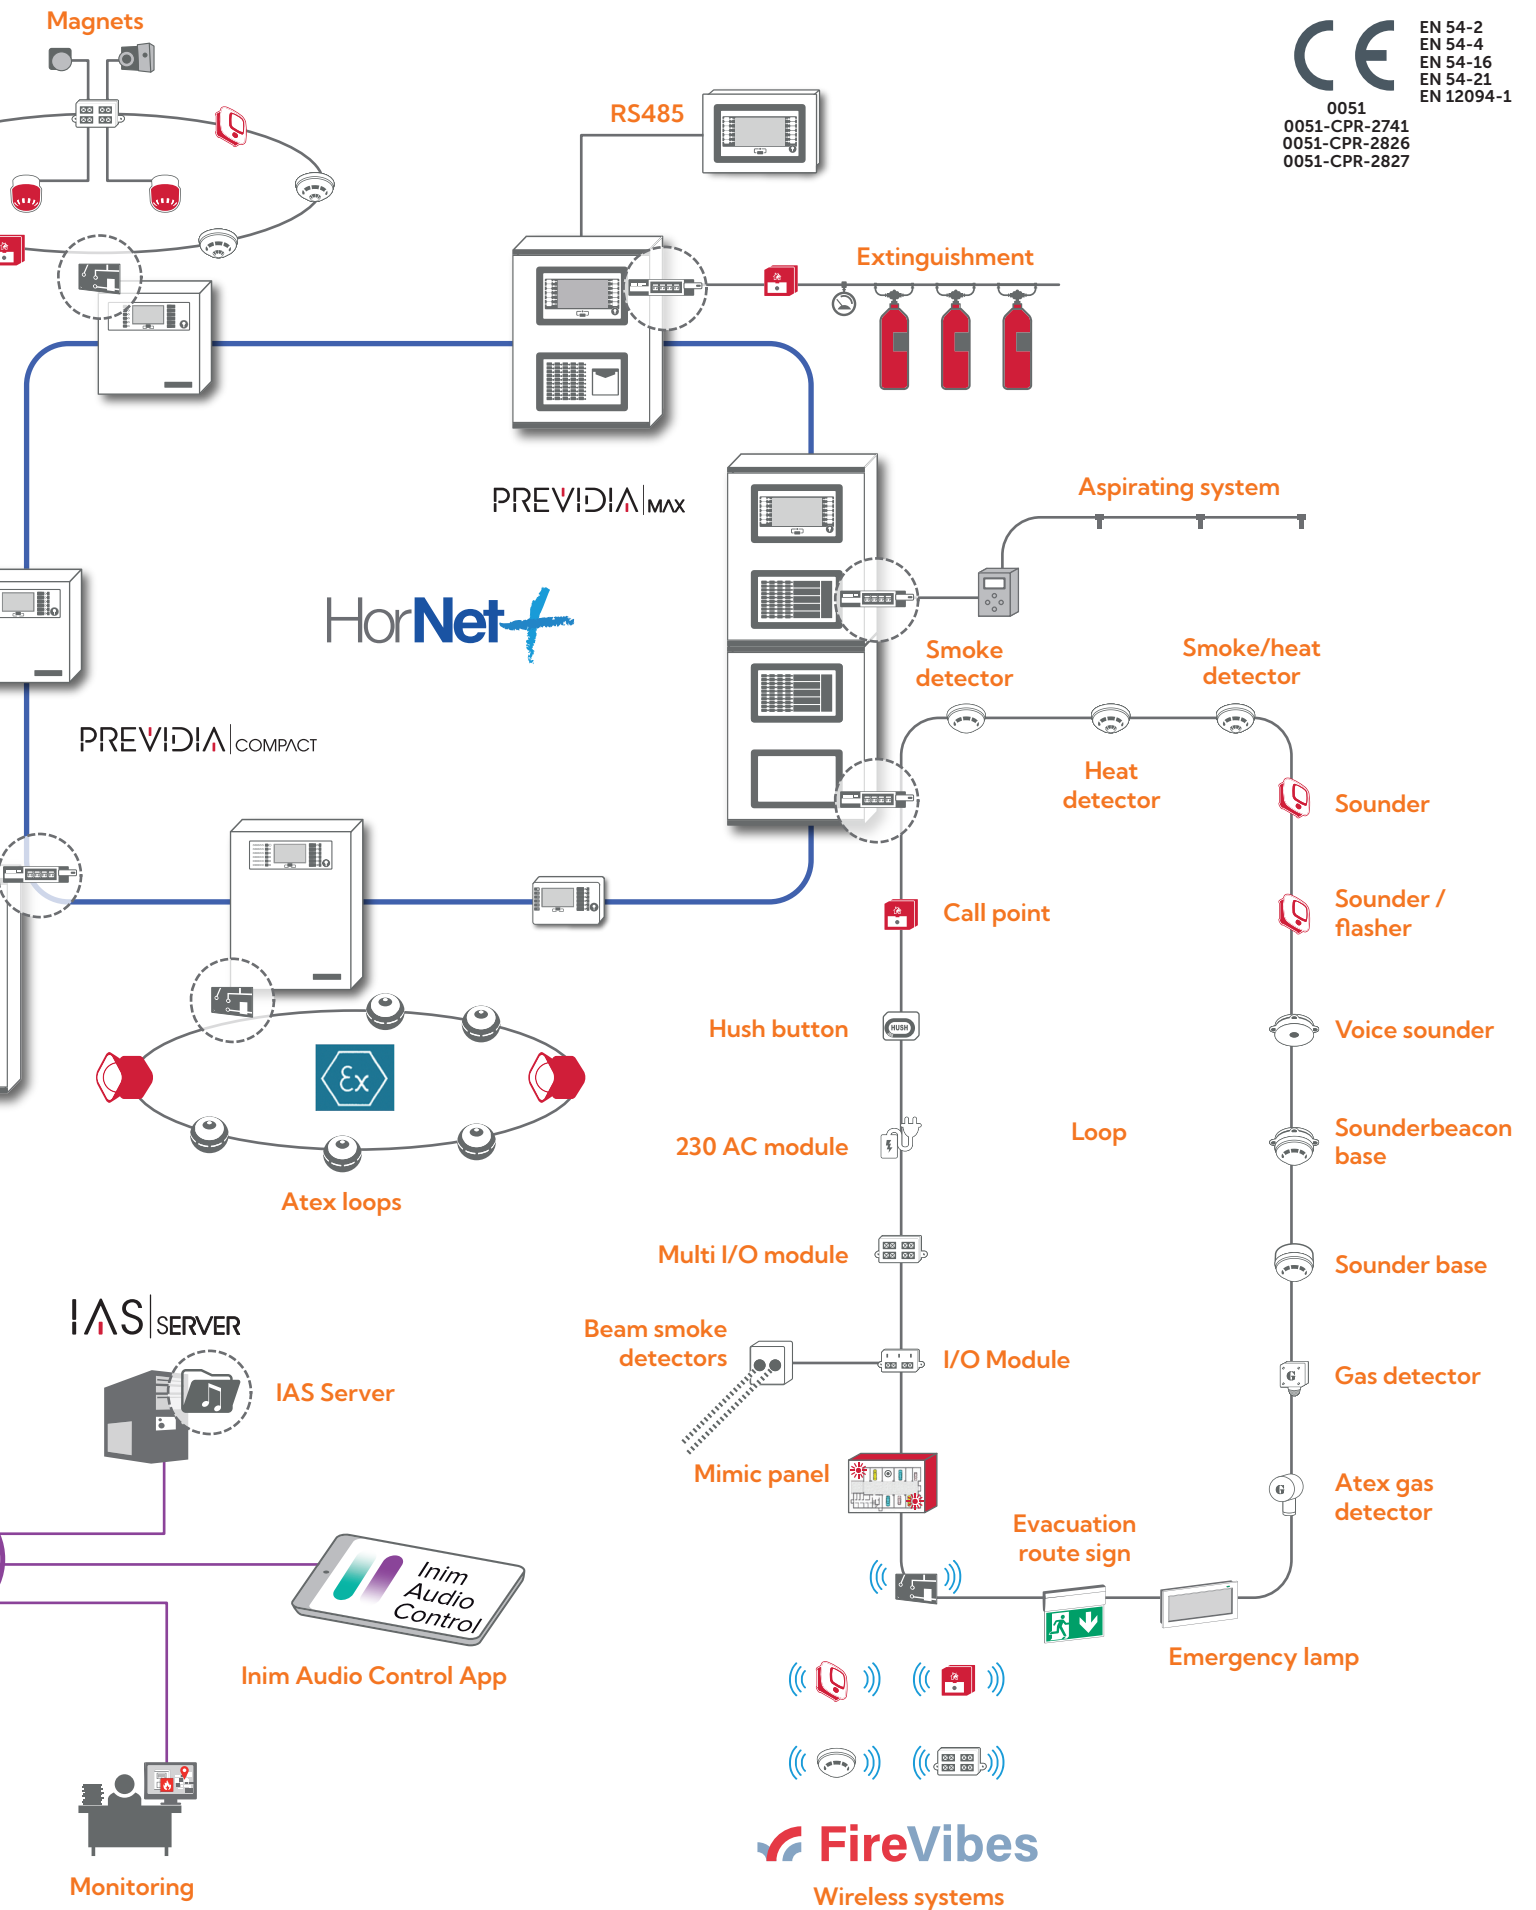 Magnets
RS485
EN 54-2
EN 54-4
EN 54-16
EN 54-21
EN 12094-1
0051
0051-CPR-2741
0051-CPR-2826
0051-CPR-2827
Extinguishment
PREVIDIA MAX
Aspirating system
HorNet+
Smoke
detector
Smoke/heat
detector
PREVIDIA COMPACT
Heat
detector
Sounder
Call point
Sounder /
flasher
Hush button
HUSH
Voice sounder
Ex
230 AC module
Loop
Sounderbeacon
base
Atex loops
Multi I/O module
Sounder base
IAS SERVER
Beam smoke
detectors
I/O Module
IAS Server
G
Gas detector
Mimic panel
G
Atex gas
detector
Evacuation
route sign
Inim
Audio
Control
Inim Audio Control App
Emergency lamp
FireVibes
Monitoring
Wireless systems